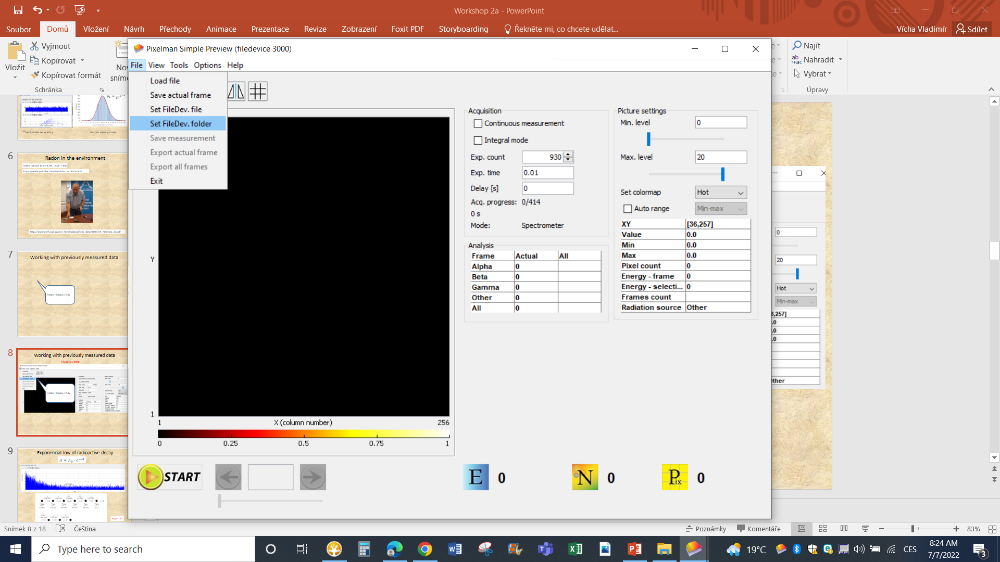 Workshop 2a - PowerPoint
Soubor Domů Vložení Návrh Přechody Animace Prezentace Revize Zobrazení Foxit PDF Storyboarding Řekněte mi, co chcete udělat... Vícha Vladimír Sdílet
Vložit
Vyjmout
Kopírovat
Kopírovat formát
Schránka
Nov
sníme
Najít
Nahradit
Vybrat
Úpravy
Pixelman Simple Preview (filedevice 3000)
File View Tools Options Help
Load file
Save actual frame
Set FileDev. file
Set FileDev. folder
Save measurement
Export actual frame
Export all frames
Exit
Y
1
1 X (column number) 256
0 0.25 0.5 0.75 1
START
Acquisition
Continuous measurement
Integral mode
Exp. count 930
Exp. time 0.01
Delay [s] 0
Acq. progress: 0/414
0 s
Mode: Spectrometer
Analysis
Frame Actual All
Alpha 0
Beta 0
Gamma 0
Other 0
All 0
Picture settings
Min. level 0
Max. level 20
Set colormap Hot
Auto range Min-max
XY [36,257]
Value 0.0
Min 0.0
Max 0.0
Pixel count 0
Energy - frame 0
Energy - selecti... 0
Frames count
Radiation source Other
E 0
N 0
Pix 0
200,000 alpha particles
6
Radon in the environment
7
Working with previously measured data
Folder: Radon 7,5 h
8
Working with previously measured data
Filedevice 3000
Folder: Radon 7,5 h
9
Exponencial low of radioactive decay
Page 122
0
20
Hot
Min-max
,257]
.0
.0
.0
ther
Snímek 8 z 18 Čeština Poznámky Komentáře 83%
Type here to search
19°C CES
8:24 AM
7/7/2022
3